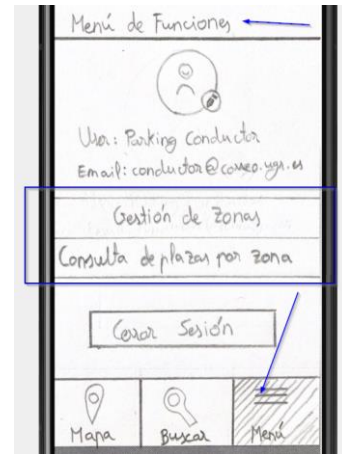 Menú de Funciones
User: Parking Conductor
Email: conductor@correo.ugr.es
Gestión de Zonas
Consulta de plazas por zona
Cerrar Sesión
Mapa
Buscar
Menú